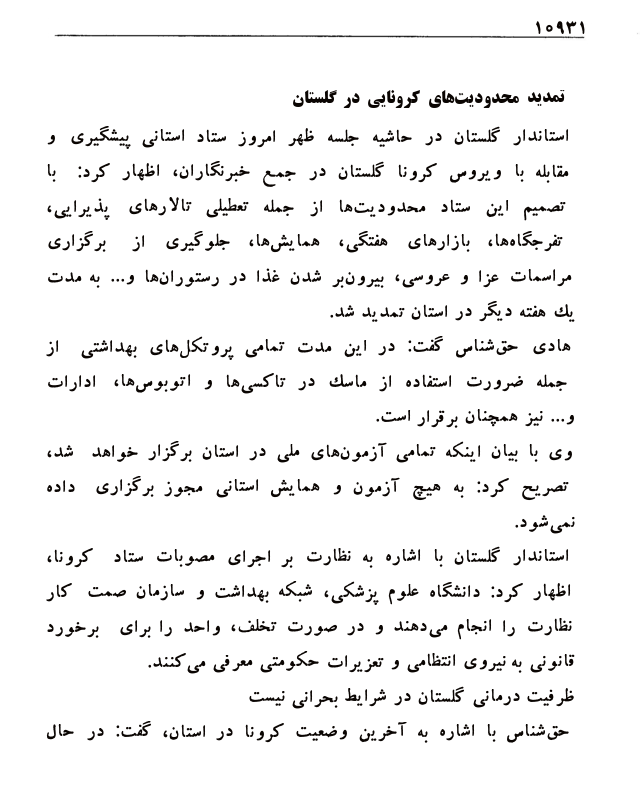 ۱۰۹۳۱
تمدید محدودیت‌های کرونایی در گلستان
استاندار گلستان در حاشیه جلسه ظهر امروز ستاد استانی پیشگیری و
مقابله با ویروس کرونا گلستان در جمع خبرنگاران، اظهار کرد: با
تصمیم این ستاد محدودیت‌ها از جمله تعطیلی تالارهای پذیرایی،
تفرجگاه‌ها، بازارهای هفتگی، همایش‌ها، جلوگیری از برگزاری
مراسمات عزا و عروسی، بیرون‌بر شدن غذا در رستوران‌ها و... به مدت
یك هفته دیگر در استان تمدید شد.
هادی حق‌شناس گفت: در این مدت تمامی پروتکل‌های بهداشتی از
جمله ضرورت استفاده از ماسك در تاکسی‌ها و اتوبوس‌ها، ادارات
و... نیز همچنان برقرار است.
وی با بیان اینکه تمامی آزمون‌های ملی در استان برگزار خواهد شد،
تصریح کرد: به هیچ آزمون و همایش استانی مجوز برگزاری داده
نمی‌شود.
استاندار گلستان با اشاره به نظارت بر اجرای مصوبات ستاد کرونا،
اظهار کرد: دانشگاه علوم پزشکی، شبکه بهداشت و سازمان صمت کار
نظارت را انجام می‌دهند و در صورت تخلف، واحد را برای برخورد
قانونی به نیروی انتظامی و تعزیرات حکومتی معرفی می‌کنند.
ظرفیت درمانی گلستان در شرایط بحرانی نیست
حق‌شناس با اشاره به آخرین وضعیت کرونا در استان، گفت: در حال